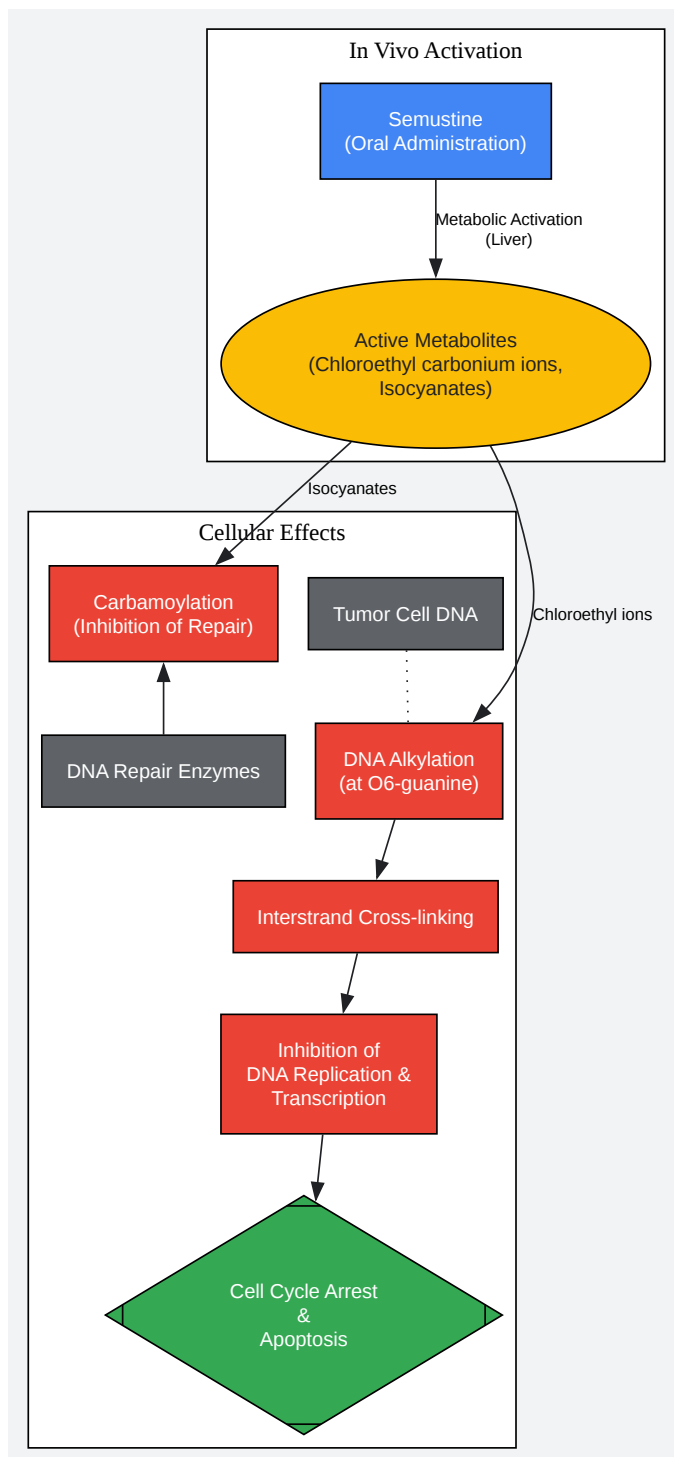 In Vivo Activation
Semustine
(Oral Administration)
Metabolic Activation
(Liver)
Active Metabolites
(Chloroethyl carbonium ions,
Isocyanates)
Isocyanates
Cellular Effects
Carbamoylation
(Inhibition of Repair)
Tumor Cell DNA
Chloroethyl ions
DNA Repair Enzymes
DNA Alkylation
(at O6-guanine)
Interstrand Cross-linking
Inhibition of
DNA Replication &
Transcription
Cell Cycle Arrest
&
Apoptosis